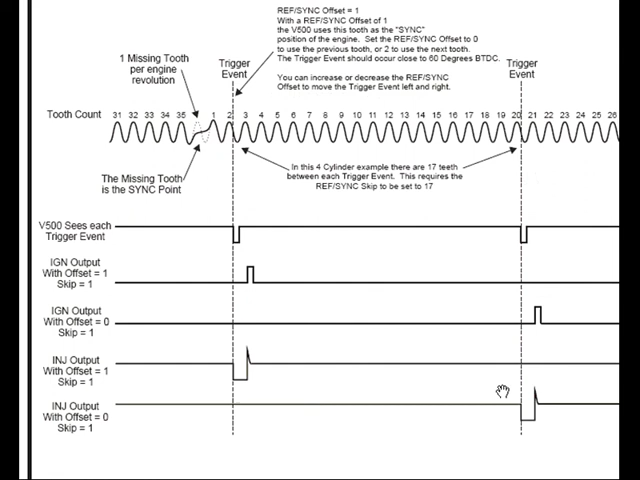 REF/SYNC Offset = 1
With a REF/SYNC Offset of 1
the V500 uses this tooth as the "SYNC"
position of the engine. Set the REF/SYNC Offset to 0
to use the previous tooth, or 2 to use the next tooth.
The Trigger Event should occur close to 60 Degrees BTDC.
You can increase or decrease the REF/SYNC
Offset to move the Trigger Event left and right.
1 Missing Tooth
per engine
revolution
Trigger
Event
Trigger
Event
Tooth Count 31 32 33 34 35 1 2 3 4 5 6 7 8 9 10 11 12 13 14 15 16 17 18 19 20 21 22 23 24 25 26
The Missing Tooth
is the SYNC Point
In this 4 Cylinder example there are 17 teeth
between each Trigger Event. This requires the
REF/SYNC Skip to be set to 17
V500 Sees each
Trigger Event
IGN Output
With Offset = 1
Skip = 1
IGN Output
With Offset = 0
Skip = 1
INJ Output
With Offset = 1
Skip = 1
INJ Output
With Offset = 0
Skip = 1